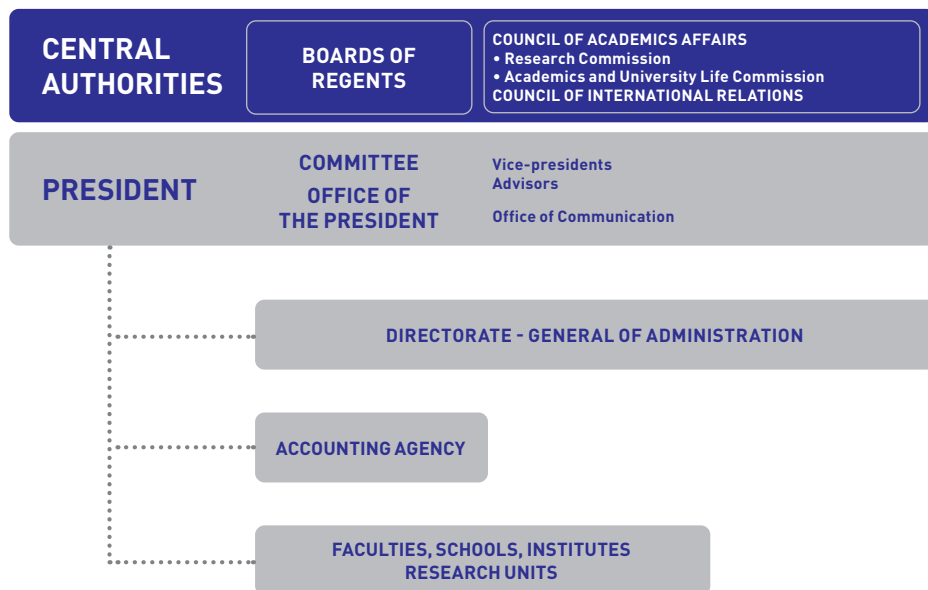 CENTRAL
AUTHORITIES
BOARDS OF
REGENTS
COUNCIL OF ACADEMICS AFFAIRS
• Research Commission
• Academics and University Life Commission
COUNCIL OF INTERNATIONAL RELATIONS
PRESIDENT
COMMITTEE
OFFICE OF
THE PRESIDENT
Vice-presidents
Advisors
Office of Communication
DIRECTORATE - GENERAL OF ADMINISTRATION
ACCOUNTING AGENCY
FACULTIES, SCHOOLS, INSTITUTES
RESEARCH UNITS